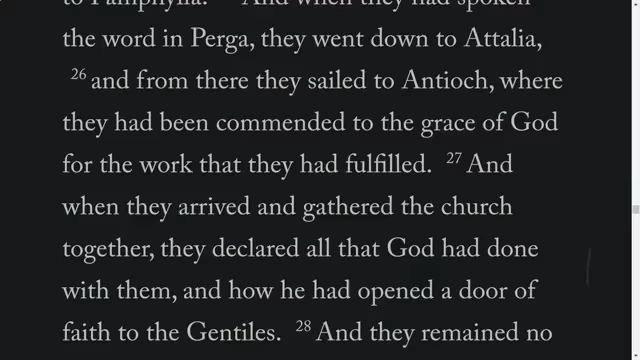 to Pamphylia. And when they had spoken
the word in Perga, they went down to Attalia,
26 and from there they sailed to Antioch, where
they had been commended to the grace of God
for the work that they had fulfilled. 27 And
when they arrived and gathered the church
together, they declared all that God had done
with them, and how he had opened a door of
faith to the Gentiles. 28 And they remained no